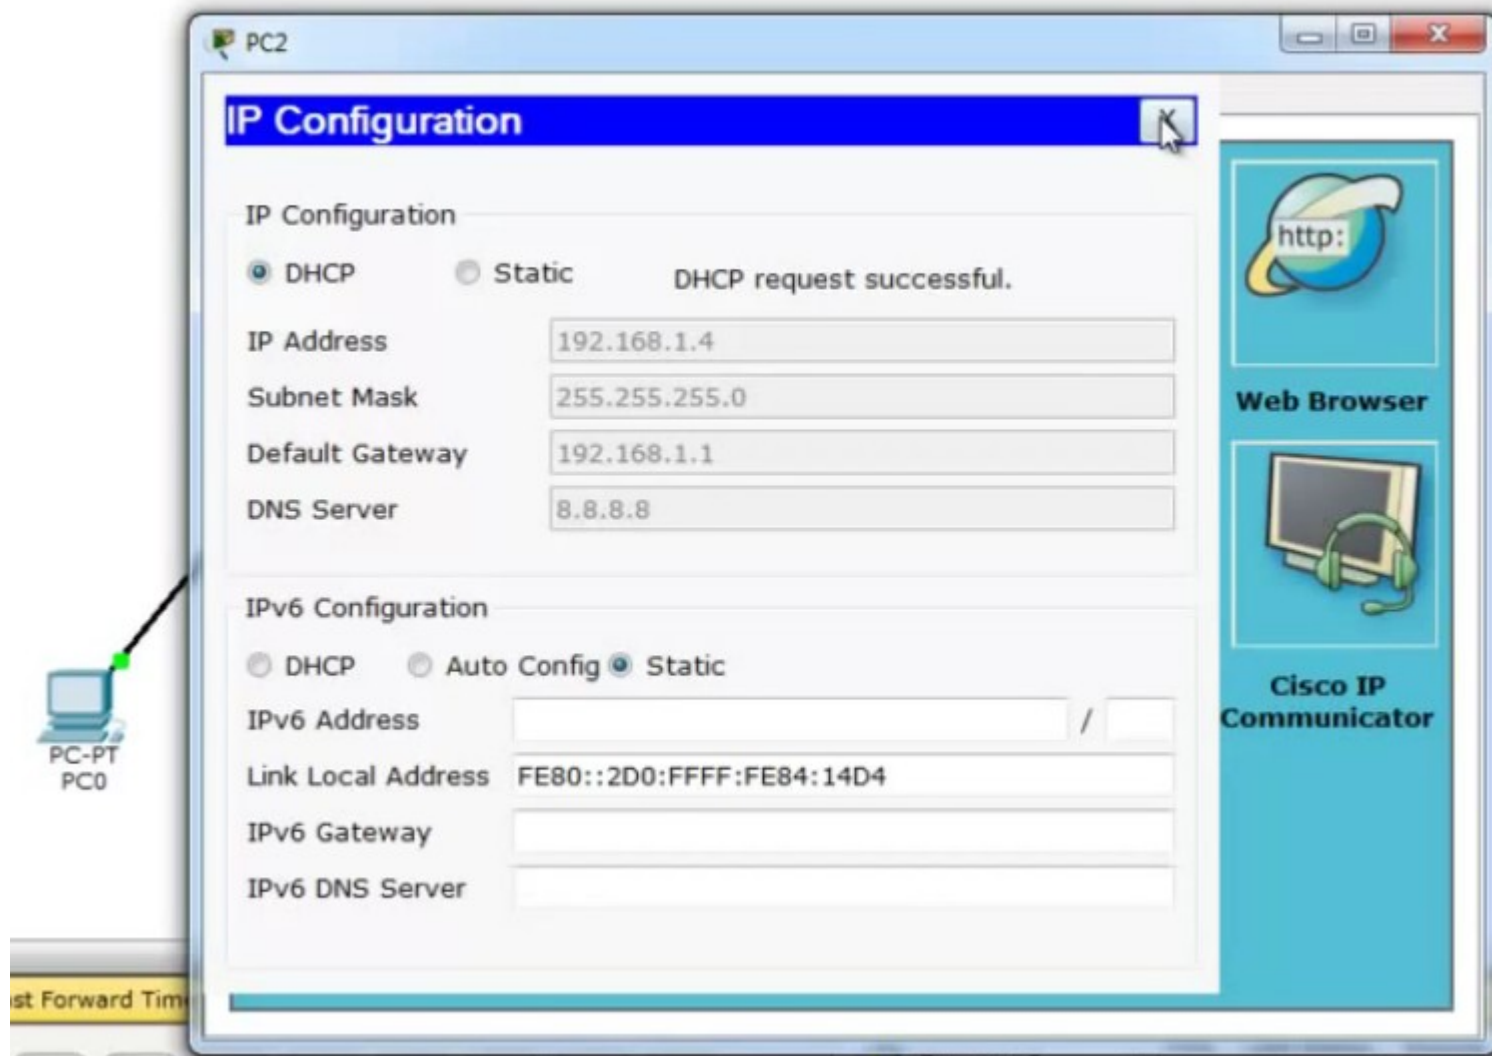 PC2
IP Configuration
X
IP Configuration
DHCP
Static
DHCP request successful.
IP Address
192.168.1.4
Subnet Mask
255.255.255.0
Default Gateway
192.168.1.1
DNS Server
8.8.8.8
IPv6 Configuration
DHCP
Auto Config
Static
IPv6 Address
/
Link Local Address
FE80::2D0:FFFF:FE84:14D4
IPv6 Gateway
IPv6 DNS Server
http:
Web Browser
Cisco IP
Communicator
PC-PT
PC0
st Forward Tim